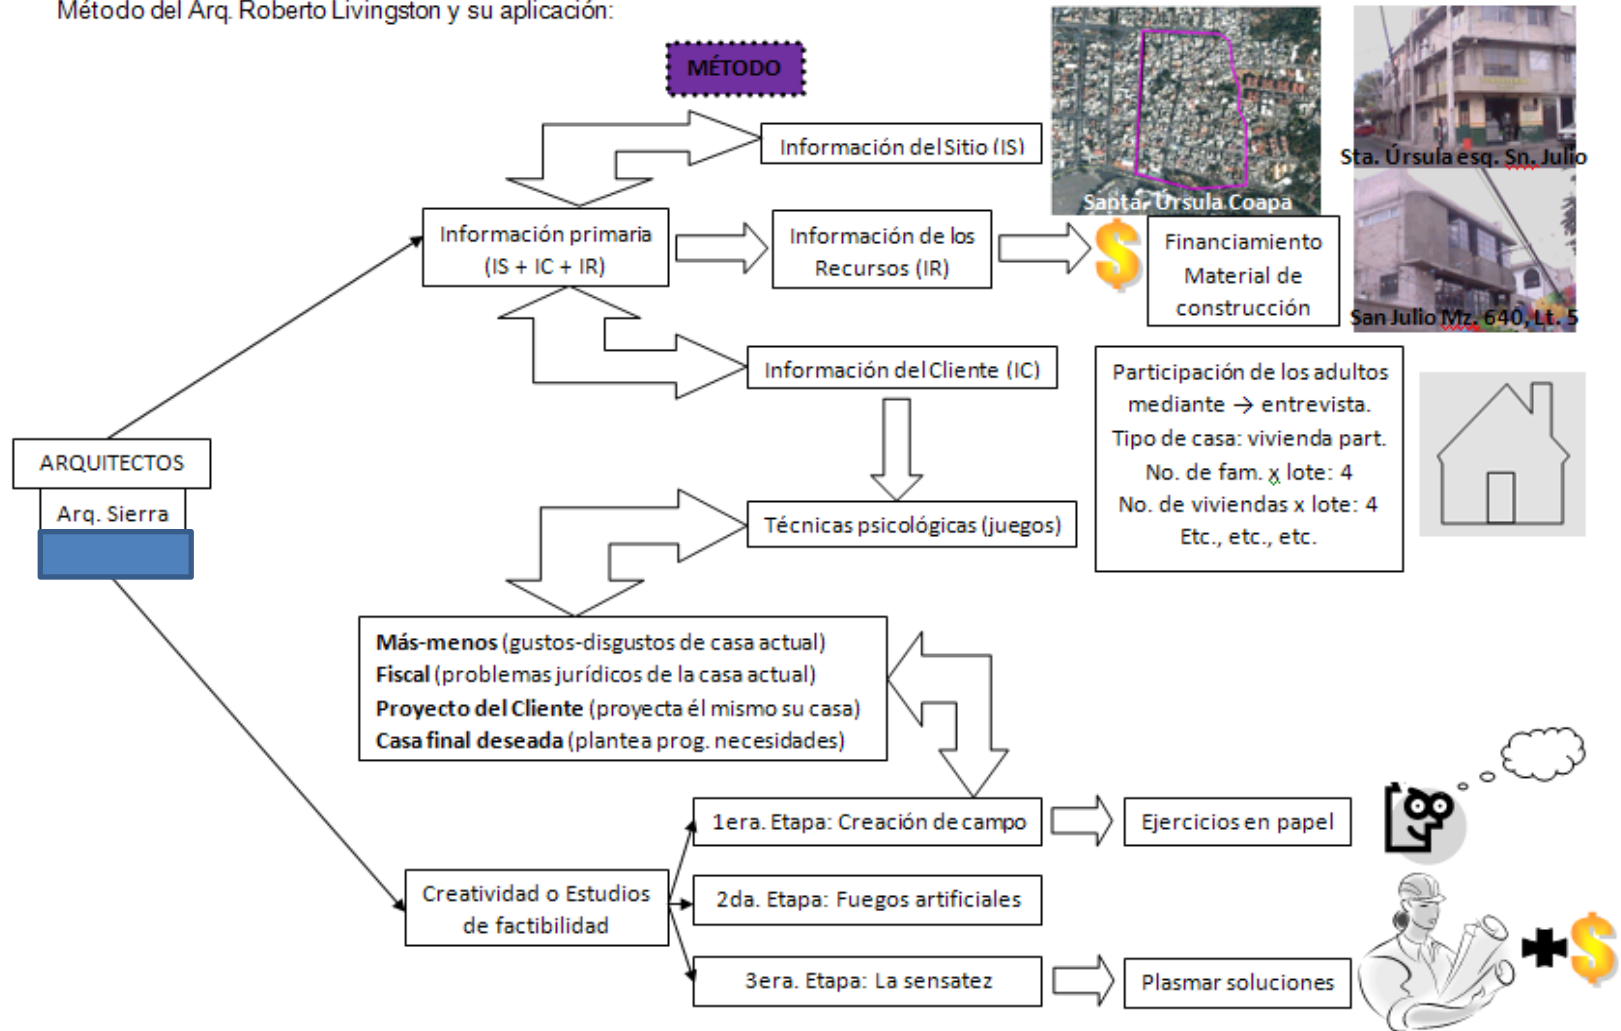 Método del Arq. Roberto Livingston y su aplicación:
MÉTODO
Información del Sitio (IS)
Santa. Úrsula Coapa
Sta. Úrsula esq. Sn. Julio
Información primaria
(IS + IC + IR)
Información de los
Recursos (IR)
$
Financiamiento
Material de
construcción
San Julio Mz. 640, Lt. 5
Información del Cliente (IC)
Participación de los adultos
mediante → entrevista.
Tipo de casa: vivienda part.
No. de fam. x lote: 4
No. de viviendas x lote: 4
Etc., etc., etc.
ARQUITECTOS
Arq. Sierra
Técnicas psicológicas (juegos)
Más-menos (gustos-disgustos de casa actual)
Fiscal (problemas jurídicos de la casa actual)
Proyecto del Cliente (proyecta él mismo su casa)
Casa final deseada (plantea prog. necesidades)
1era. Etapa: Creación de campo
Ejercicios en papel
Creatividad o Estudios
de factibilidad
2da. Etapa: Fuegos artificiales
3era. Etapa: La sensatez
Plasmar soluciones
+ $